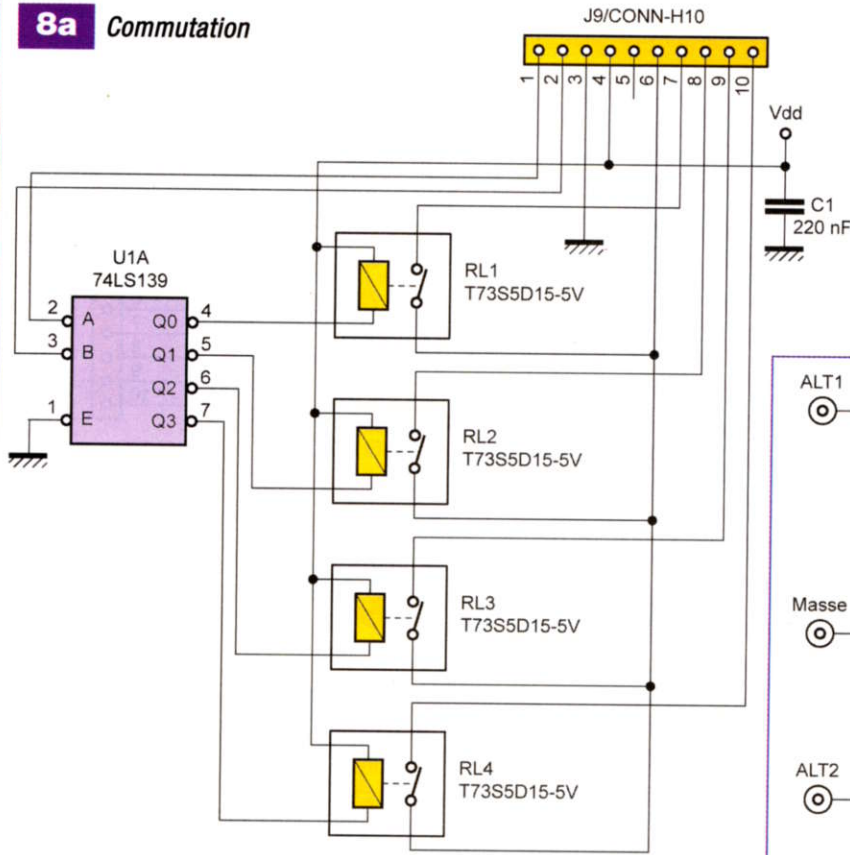 8a Commutation
J9/CONN-H10
1 2 3 4 5 6 7 8 9 10
Vdd
C1
220 nF
U1A
74LS139
2 A Q0 4
3 B Q1 5
Q2 6
1 E Q3 7
RL1
T73S5D15-5V
RL2
T73S5D15-5V
RL3
T73S5D15-5V
RL4
T73S5D15-5V
ALT1
Masse
ALT2